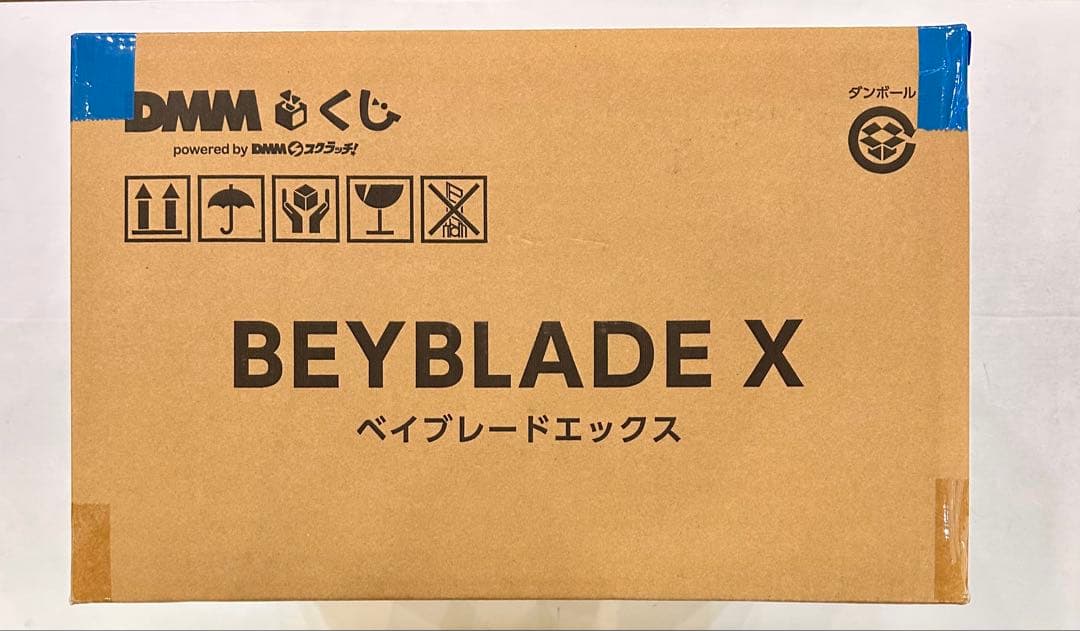 DMM くじ
powered by DMMスクラッチ!
ダンボール
BEYBLADE X
ベイブレードエックス